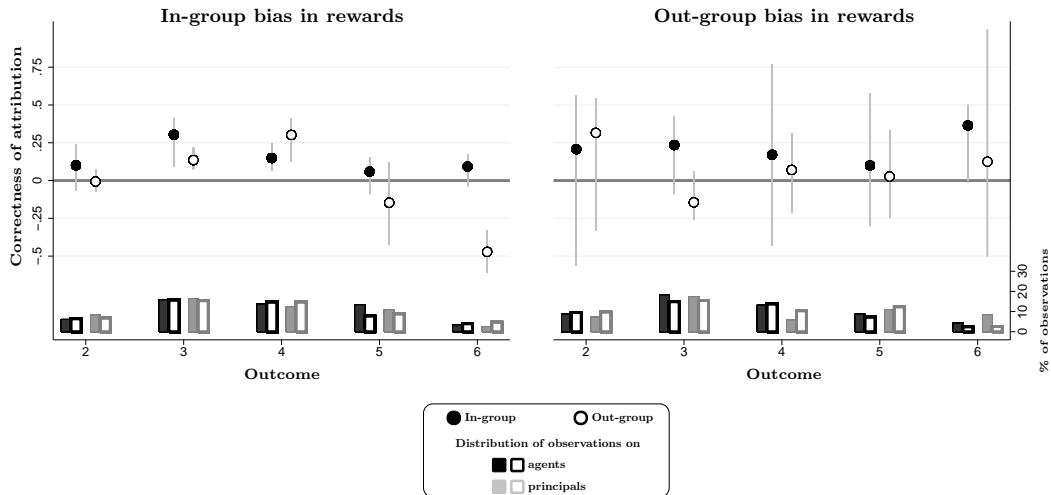 In-group bias in rewards
Out-group bias in rewards
Correctness of attribution
.75
.5
.25
0
-.25
-.5
% of observations
30
20
10
0
2 3 4 5 6
2 3 4 5 6
Outcome
Outcome
In-group Out-group
Distribution of observations on
agents
principals